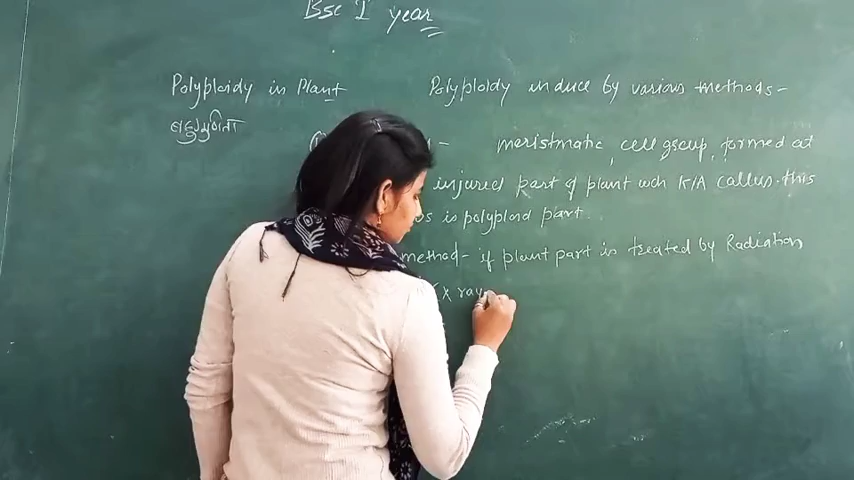 Bsc I year
Polyploidy in Plant
Polyploidy induce by various methods-
बहुगुणिता
meristmatic, cell group, formed at
injured part of plant wch K/A callus. this
is polyploid part.
method- if plant part is treated by Radiation
(x ray